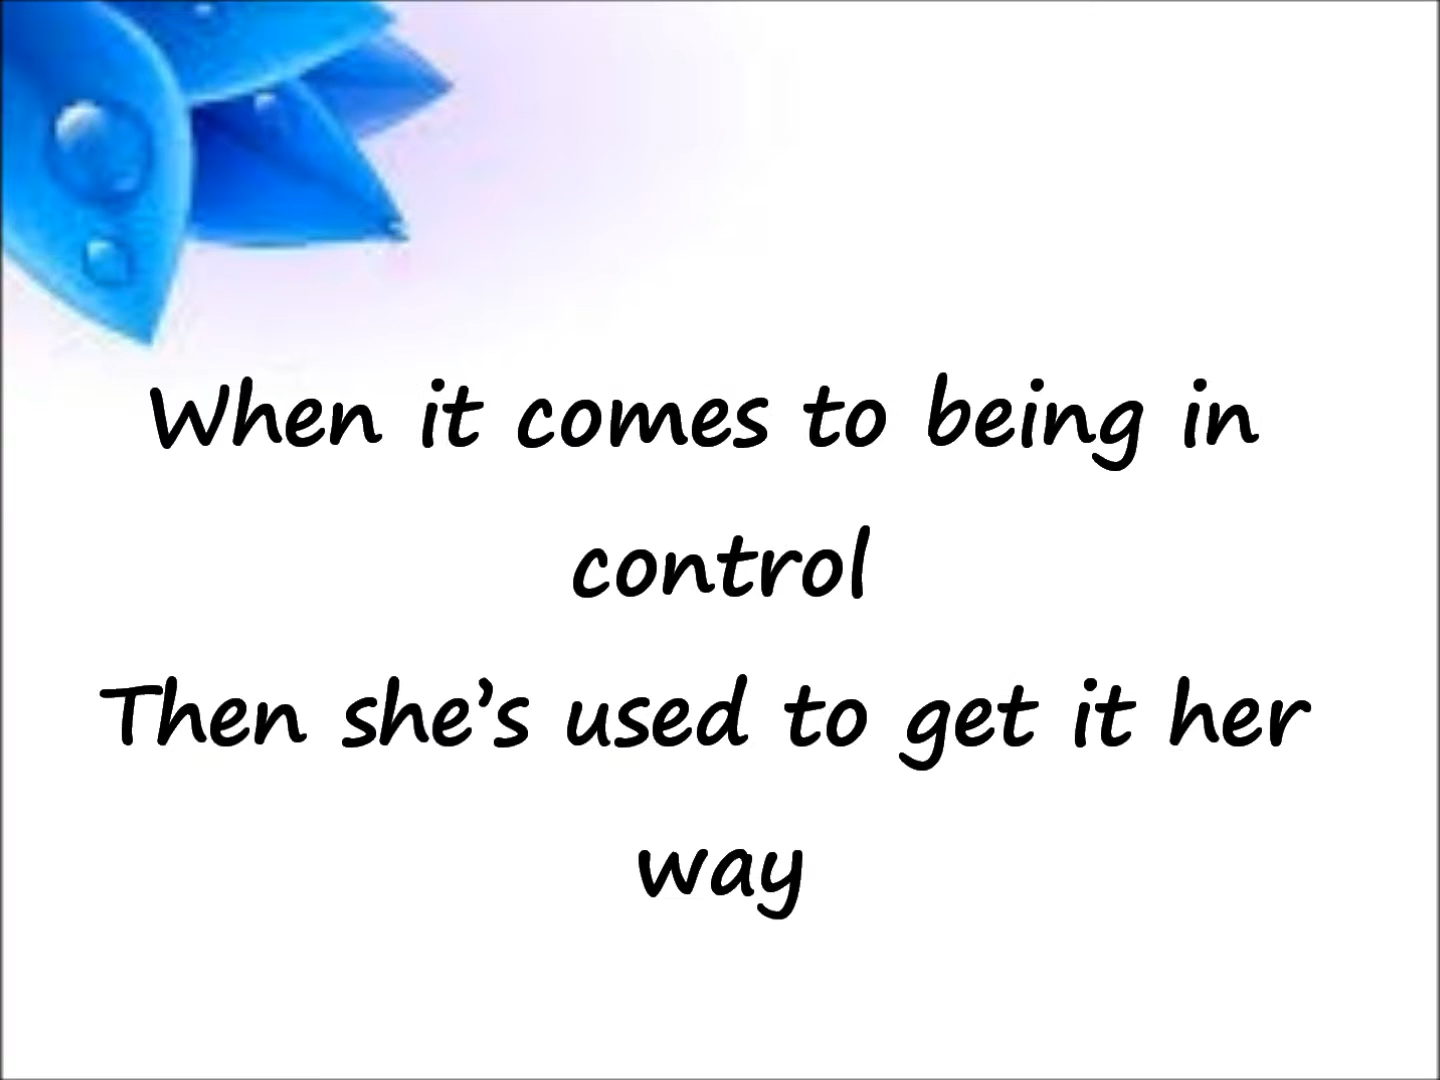 When it comes to being in
control
Then she’s used to get it her
way